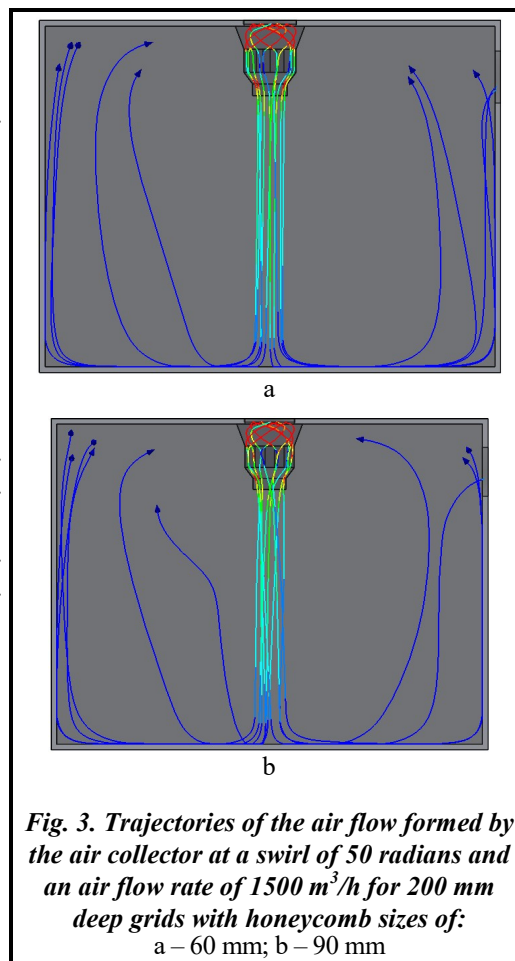 a
b
Fig. 3. Trajectories of the air flow formed by
the air collector at a swirl of 50 radians and
an air flow rate of 1500 m³/h for 200 mm
deep grids with honeycomb sizes of:
a – 60 mm; b – 90 mm